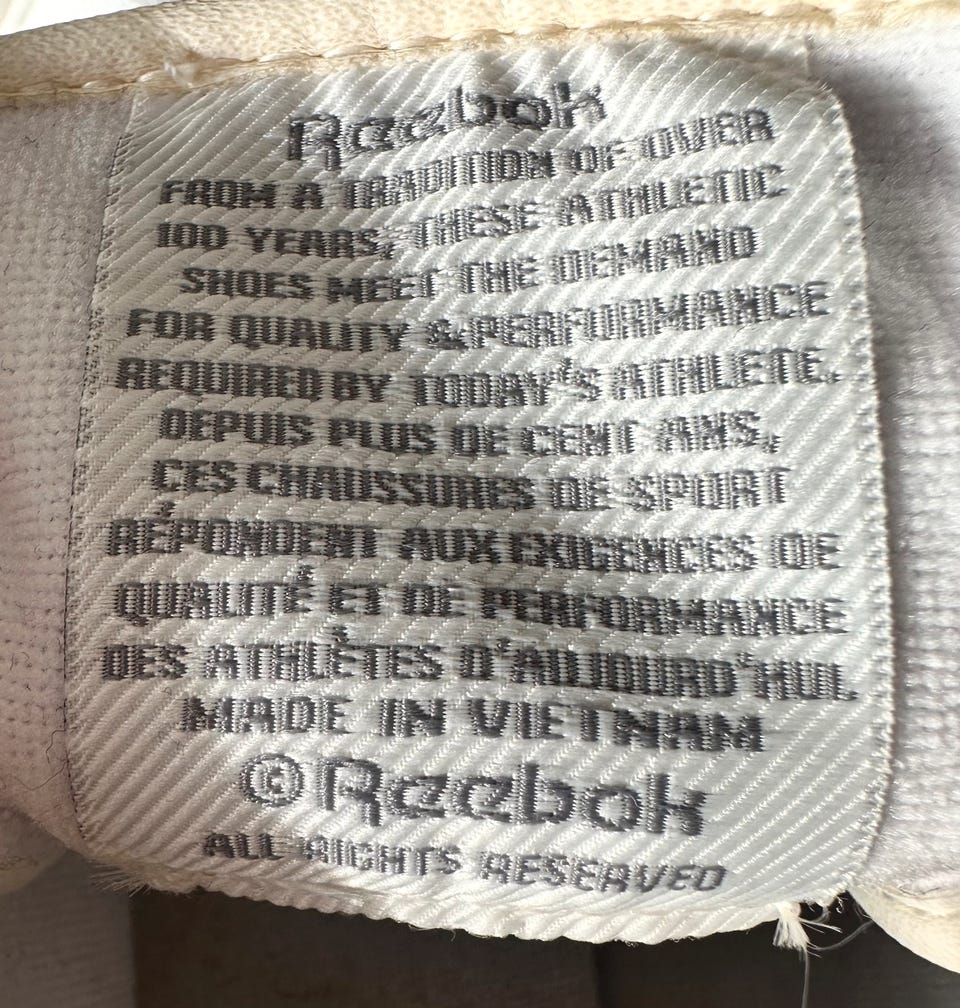 Reebok
FROM A TRADITION OF OVER
100 YEARS, THESE ATHLETIC
SHOES MEET THE DEMAND
FOR QUALITY & PERFORMANCE
REQUIRED BY TODAY'S ATHLETE.
DEPUIS PLUS DE CENT ANS,
CES CHAUSSURES DE SPORT
RÉPONDENT AUX EXIGENCES DE
QUALITÉ ET DE PERFORMANCE
DES ATHLÈTES D'AUJOURD'HUI.
MADE IN VIETNAM
©Reebok
ALL RIGHTS RESERVED